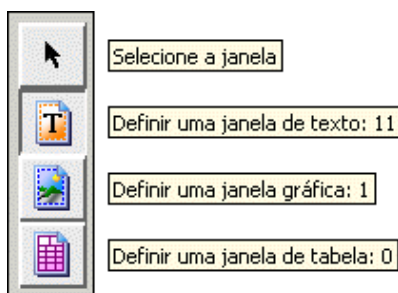 Selecione a janela
T
Definir uma janela de texto: 11
Definir uma janela gráfica: 1
Definir uma janela de tabela: 0